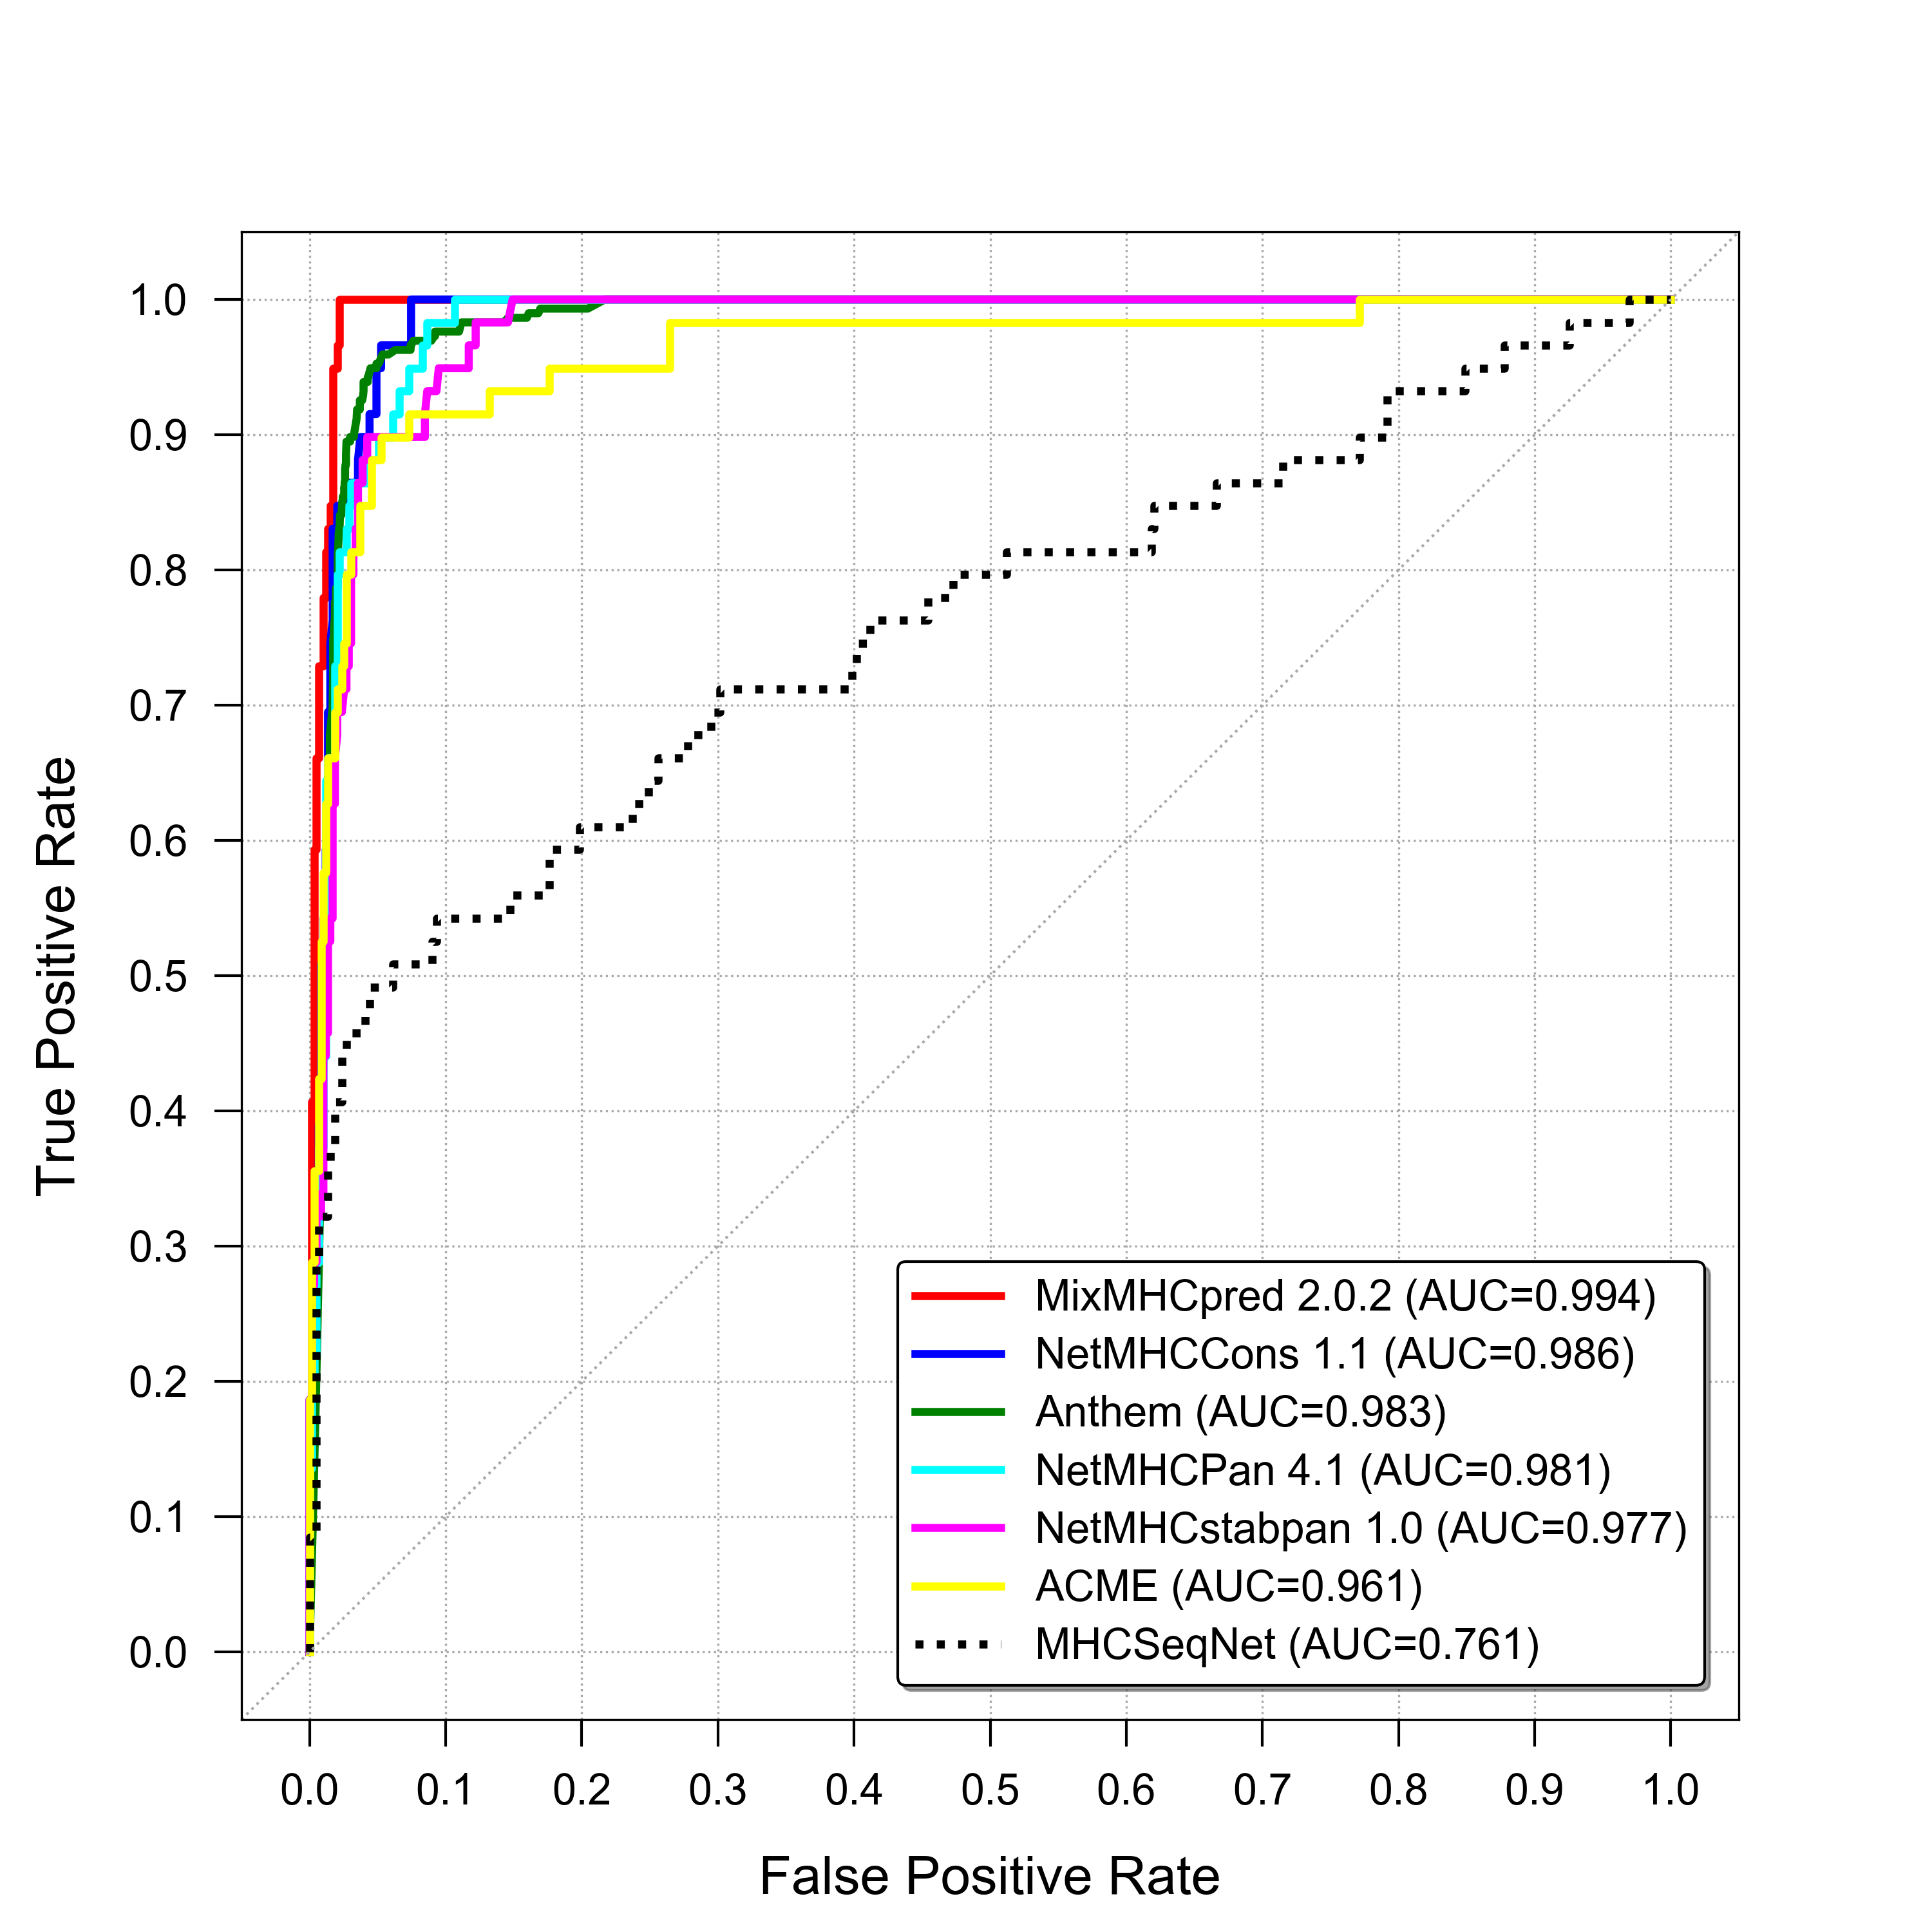 1.0
0.9
0.8
0.7
0.6
0.5
0.4
0.3
0.2
0.1
0.0
True Positive Rate
MixMHCpred 2.0.2 (AUC=0.994)
NetMHCCons 1.1 (AUC=0.986)
Anthem (AUC=0.983)
NetMHCPan 4.1 (AUC=0.981)
NetMHCstabpan 1.0 (AUC=0.977)
ACME (AUC=0.961)
MHCSeqNet (AUC=0.761)
0.0 0.1 0.2 0.3 0.4 0.5 0.6 0.7 0.8 0.9 1.0
False Positive Rate